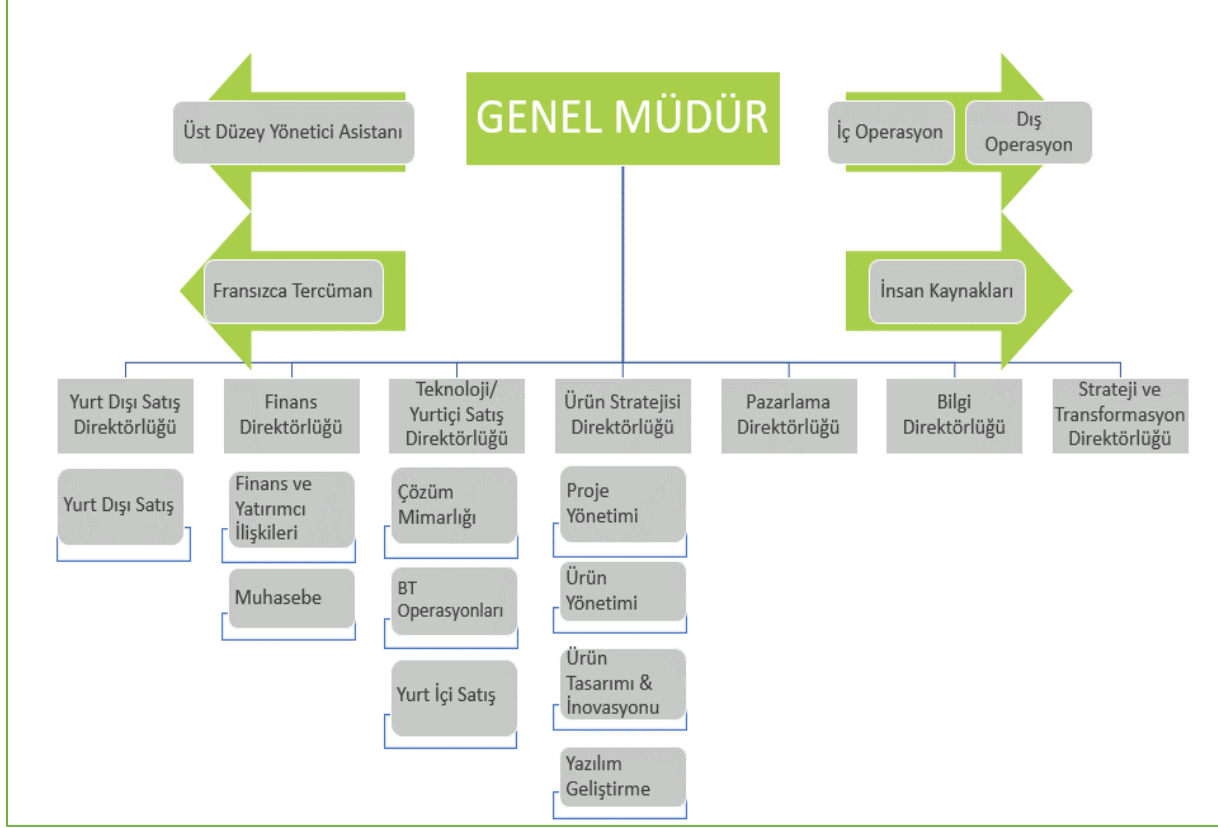 GENEL MÜDÜR
Üst Düzey Yönetici Asistanı
İç Operasyon
Dış
Operasyon
Fransızca Tercüman
İnsan Kaynakları
Yurt Dışı Satış
Direktörlüğü
Finans
Direktörlüğü
Teknoloji/
Yurtiçi Satış
Direktörlüğü
Ürün Stratejisi
Direktörlüğü
Pazarlama
Direktörlüğü
Bilgi
Direktörlüğü
Strateji ve
Transformasyon
Direktörlüğü
Yurt Dışı Satış
Finans ve
Yatırımcı
İlişkileri
Muhasebe
Çözüm
Mimarlığı
BT
Operasyonları
Yurt İçi Satış
Proje
Yönetimi
Ürün
Yönetimi
Ürün
Tasarımı &
İnovasyonu
Yazılım
Geliştirme